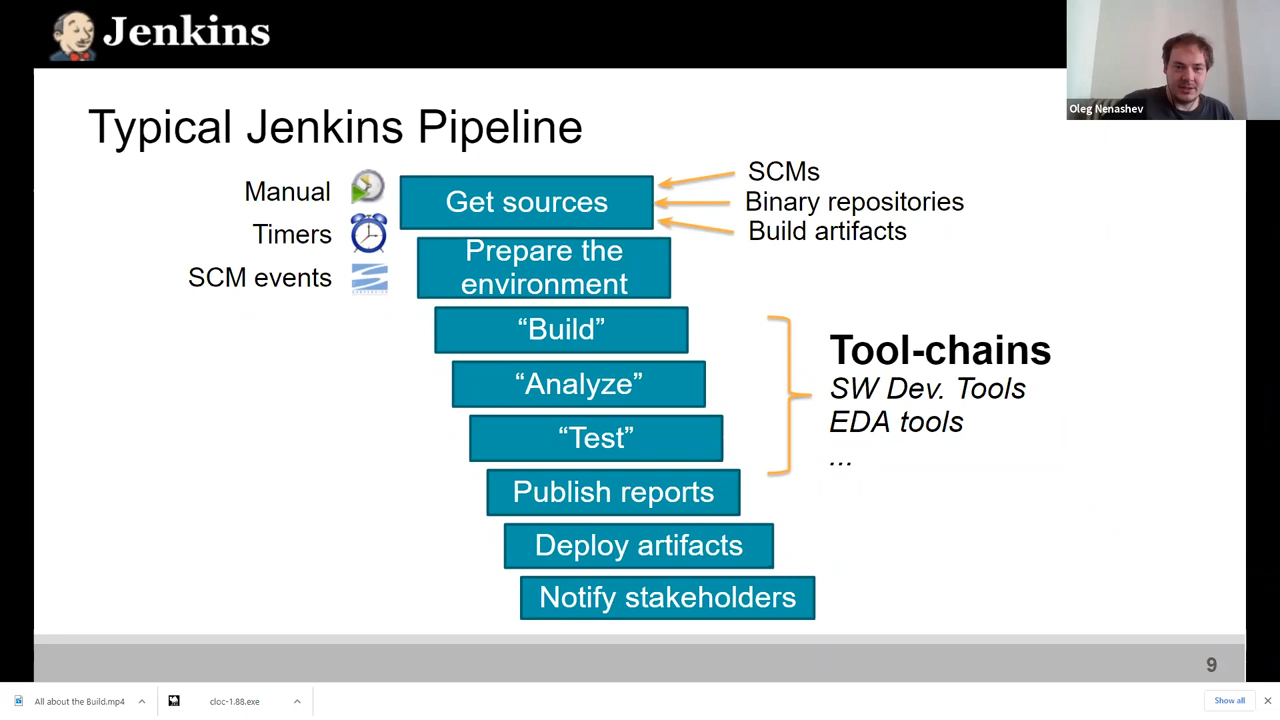 Jenkins
Oleg Nenashev
Typical Jenkins Pipeline
Manual
Timers
SCM events
Get sources
SCMs
Binary repositories
Build artifacts
Prepare the
environment
“Build”
“Analyze”
“Test”
Tool-chains
SW Dev. Tools
EDA tools
...
Publish reports
Deploy artifacts
Notify stakeholders
9
All about the Build.mp4
cloc-1.88.exe
Show all